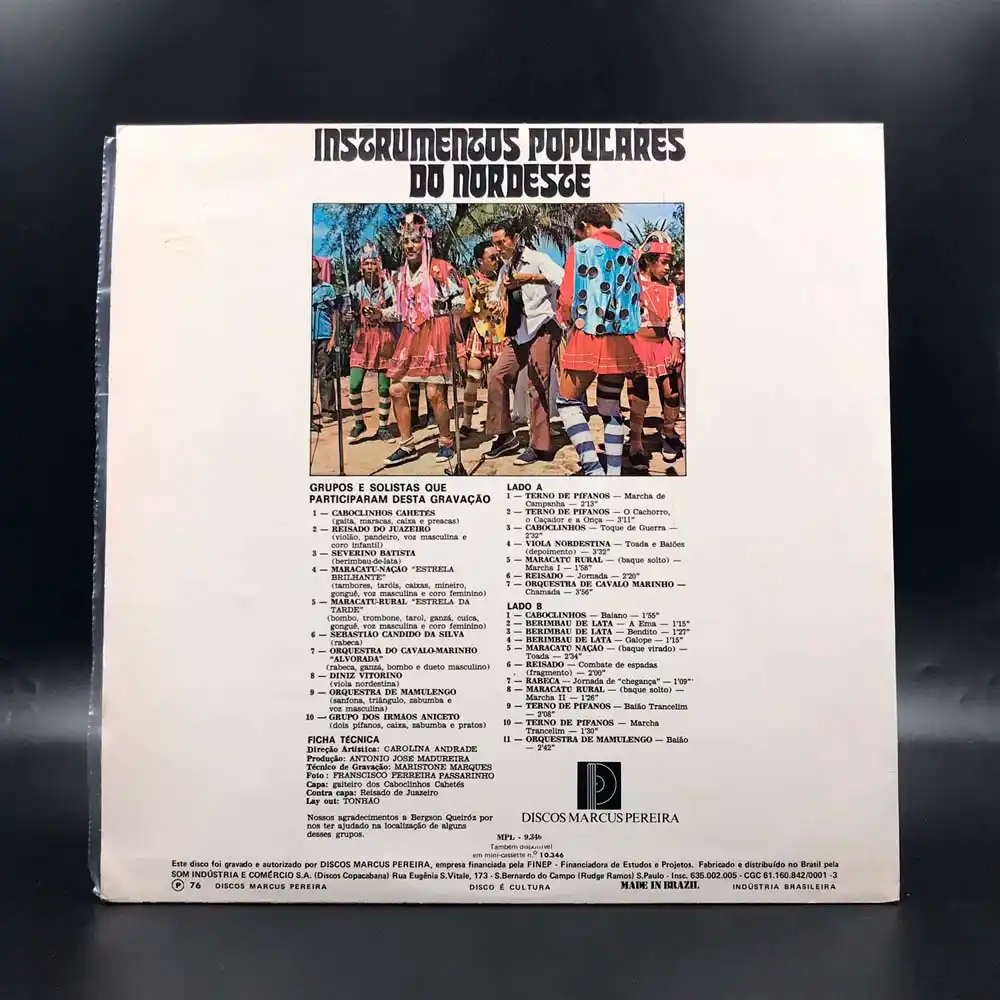 INSTRUMENTOS POPULARES
DO NORDESTE
GRUPOS E SOLISTAS QUE
PARTICIPARAM DESTA GRAVAÇÃO
1 — CABOCLINHOS CAHETÉS
(gaita, maracas, caixa e preacas)
2 — REISADO DO JUAZEIRO
(violão, pandeiro, voz masculina e
coro infantil)
3 — SEVERINO BATISTA
(berimbau-de-lata)
4 — MARACATU-NAÇÃO "ESTRELA
BRILHANTE"
(tambores, taróis, caixas, mineiro,
gonguê, voz masculina e coro feminino)
5 — MARACATU-RURAL "ESTRELA DA
TARDE"
(bombo, trombone, tarol, ganzá, cuíca,
gonguê, voz masculina e coro feminino)
6 — SEBASTIÃO CANDIDO DA SILVA
(rabeca)
7 — ORQUESTRA DO CAVALO-MARINHO
"ALVORADA"
(rabeca, ganzá, bombo e dueto masculino)
8 — DINIZ VITORINO
(viola nordestina)
9 — ORQUESTRA DE MAMULENGO
(sanfona, triângulo, zabumba e
voz masculina)
10 — GRUPO DOS IRMÃOS ANICETO
(dois pífanos, caixa, zabumba e pratos)
FICHA TÉCNICA
Direção Artística: CAROLINA ANDRADE
Produção: ANTONIO JOSÉ MADUREIRA
Técnico de Gravação: MARISTONE MARQUES
Foto: FRANSCISCO FERREIRA PASSARINHO
Capa: gaiteiro dos Caboclinhos Cahetés
Contra capa: Reisado de Juazeiro
Lay out: TONHÃO
Nossos agradecimentos a Bergson Queiróz por
nos ter ajudado na localização de alguns
desses grupos.
LADO A
1 — TERNO DE PÍFANOS — Marcha de
Campanha — 2'13"
2 — TERNO DE PÍFANOS — O Cachorro,
o Caçador e a Onça — 3'11"
3 — CABOCLINHOS — Toque de Guerra —
2'32"
4 — VIOLA NORDESTINA — Toada e Baiões
(depoimento) — 3'32"
5 — MARACATÚ RURAL — (baque solto) —
Marcha I — 1'58"
6 — REISADO — Jornada — 2'20"
7 — ORQUESTRA DE CAVALO MARINHO —
Chamada — 3'56"
LADO B
1 — CABOCLINHOS — Baiano — 1'55"
2 — BERIMBAU DE LATA — A Ema — 1'15"
3 — BERIMBAU DE LATA — Bendito — 1'27"
4 — BERIMBAU DE LATA — Galope — 1'15"
5 — MARACATÚ NAÇÃO — (baque virado) —
Toada — 2'34"
6 — REISADO — Combate de espadas
(fragmento) — 2'00"
7 — RABECA — Jornada de "chegança" — 1'09"
8 — MARACATÚ RURAL — (baque solto) —
Marcha II — 1'26"
9 — TERNO DE PÍFANOS — Baião Trancelim
— 2'08"
10 — TERNO DE PÍFANOS — Marcha
Trancelim — 1'30"
11 — ORQUESTRA DE MAMULENGO — Baião
— 2'42"
DISCOS MARCUS PEREIRA
MPL - 9.346
Também disponível
em mini-cassette n.º 10.346
Este disco foi gravado e autorizado por DISCOS MARCUS PEREIRA, empresa financiada pela FINEP - Financiadora de Estudos e Projetos. Fabricado e distribuído no Brasil pela
SOM INDÚSTRIA E COMÉRCIO S.A. (Discos Copacabana) Rua Eugênia S. Vitale, 173 - S.Bernardo do Campo (Rudge Ramos) S.Paulo - Insc. 635.002.005 - CGC 61.160.842/0001-3
Ⓟ 76 DISCOS MARCUS PEREIRA DISCO É CULTURA MADE IN BRAZIL INDÚSTRIA BRASILEIRA